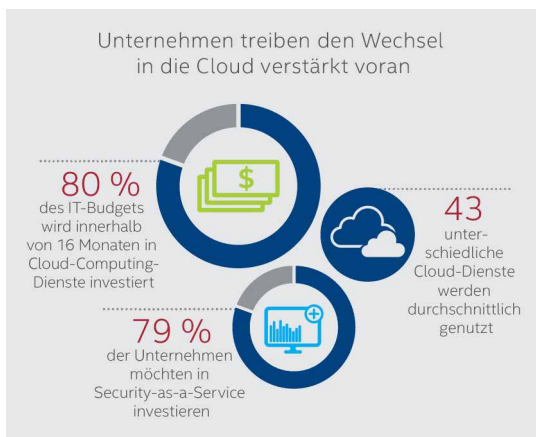 Unternehmen treiben den Wechsel
in die Cloud verstärkt voran
$
80 %
des IT-Budgets
wird innerhalb
von 16 Monaten in
Cloud-Computing-
Dienste investiert
43
unter-
schiedliche
Cloud-Dienste
werden
durchschnittlich
genutzt
79 %
der Unternehmen
möchten in
Security-as-a-Service
investieren